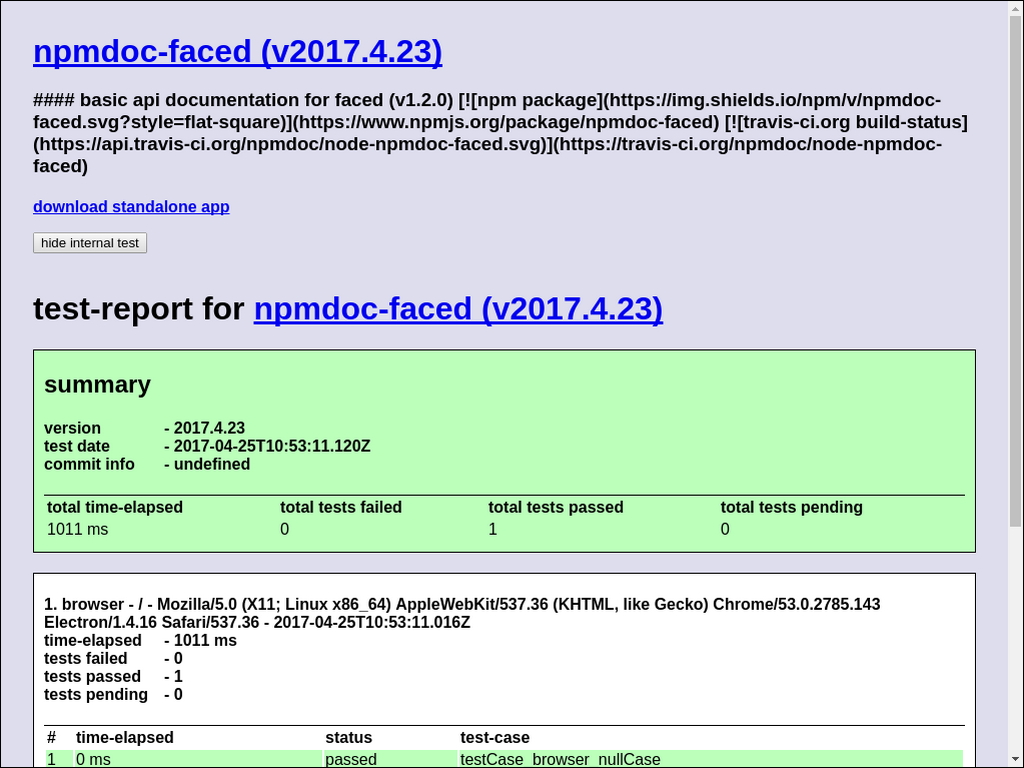 npmdoc-faced (v2017.4.23)
#### basic api documentation for faced (v1.2.0) [![npm package](https://img.shields.io/npm/v/npmdoc-
faced.svg?style=flat-square)](https://www.npmjs.org/package/npmdoc-faced) [![travis-ci.org build-status]
(https://api.travis-ci.org/npmdoc/node-npmdoc-faced.svg)](https://travis-ci.org/npmdoc/node-npmdoc-
faced)
download standalone app
hide internal test
test-report for npmdoc-faced (v2017.4.23)
summary
version - 2017.4.23
test date - 2017-04-25T10:53:11.120Z
commit info - undefined
total time-elapsed total tests failed total tests passed total tests pending
1011 ms 0 1 0
1. browser - / - Mozilla/5.0 (X11; Linux x86_64) AppleWebKit/537.36 (KHTML, like Gecko) Chrome/53.0.2785.143
Electron/1.4.16 Safari/537.36 - 2017-04-25T10:53:11.016Z
time-elapsed - 1011 ms
tests failed - 0
tests passed - 1
tests pending - 0
# time-elapsed status test-case
1 0 ms passed testCase_browser_nullCase